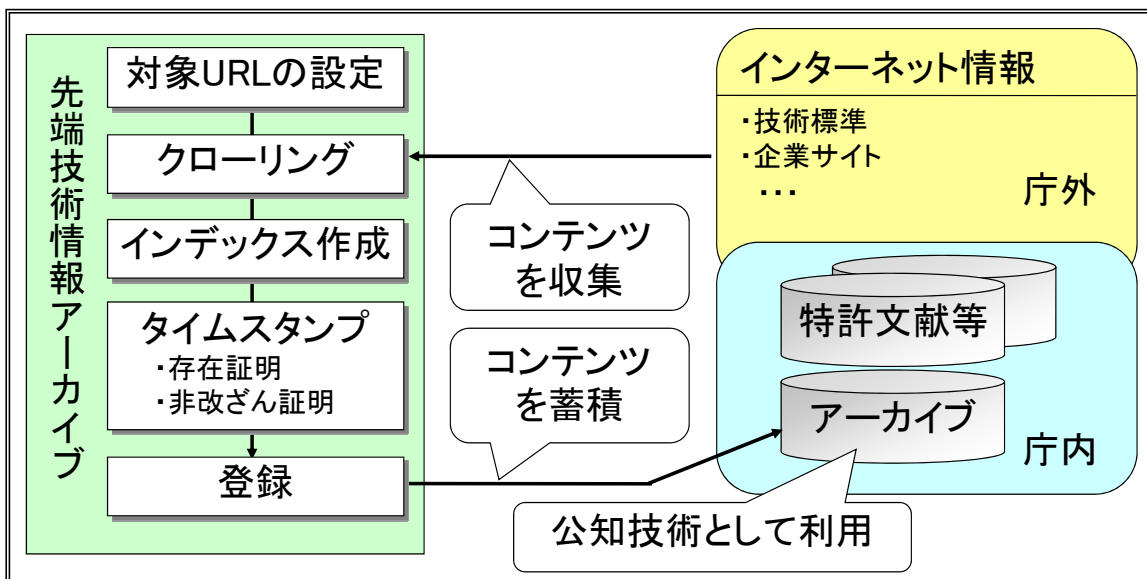 先端技術情報アーカイブ
対象URLの設定
クローリング
インデックス作成
タイムスタンプ
・存在証明
・非改ざん証明
登録
コンテンツ
を収集
コンテンツ
を蓄積
インターネット情報
・技術標準
・企業サイト
・・・
庁外
特許文献等
アーカイブ
庁内
公知技術として利用